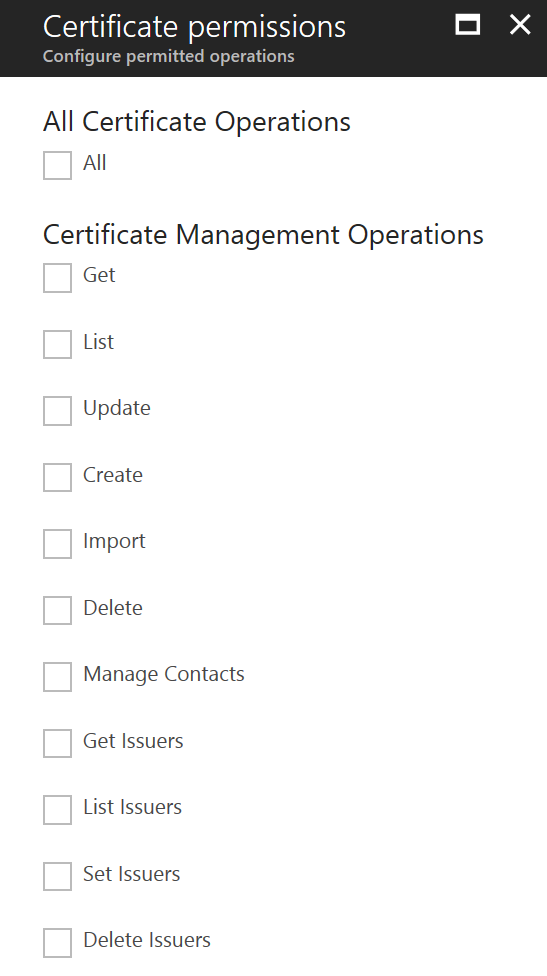 Certificate permissions
Configure permitted operations
All Certificate Operations
All
Certificate Management Operations
Get
List
Update
Create
Import
Delete
Manage Contacts
Get Issuers
List Issuers
Set Issuers
Delete Issuers